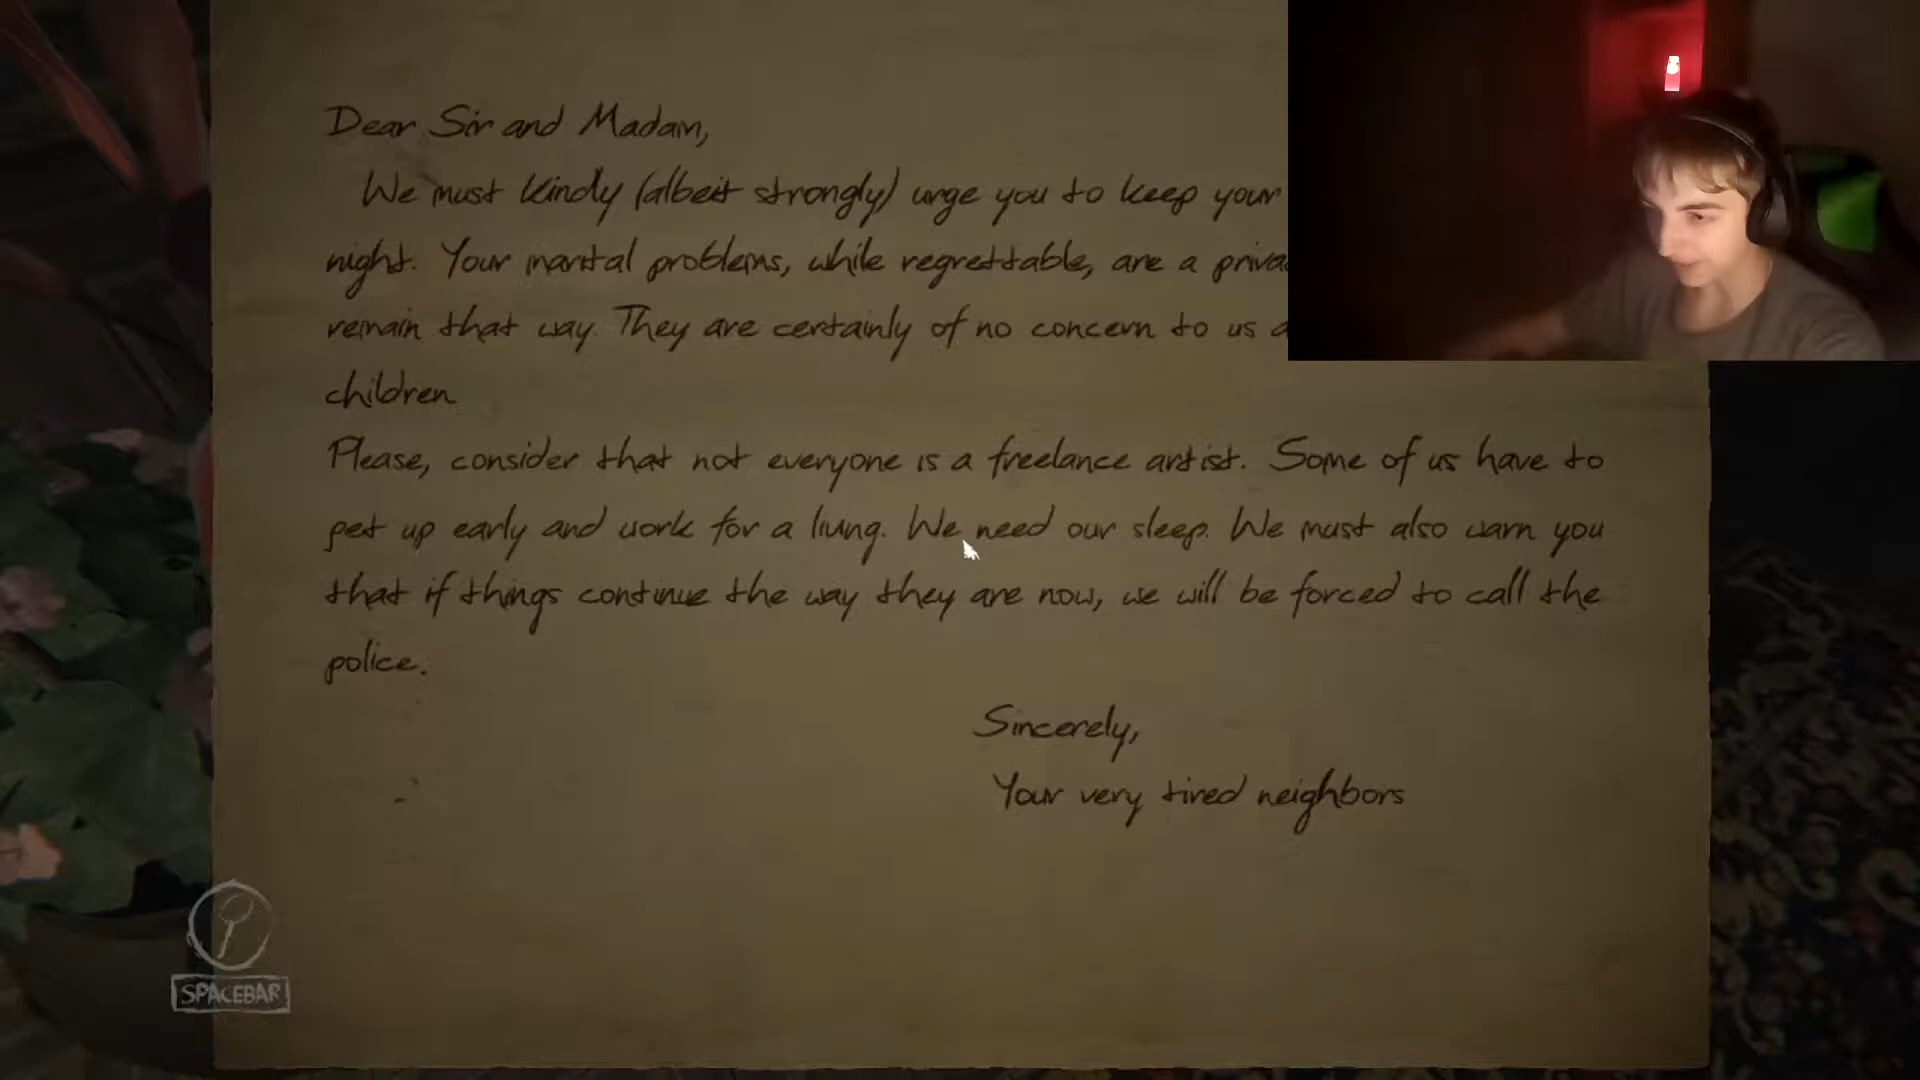 Dear Sir and Madam,
We must kindy (albeit strongly) urge you to keep your
night. Your marital problems, while regrettable, are a
remain that way. They are certainly of no concern to us
children.
Please, consider that not everyone is a freelance artist. Some of us have to
get up early and work for a living. We need our sleep. We must also warn you
that if things continue the way they are now, we will be forced to call the
police.
Sincerely,
Your very tired neighbors
SPACEBAR